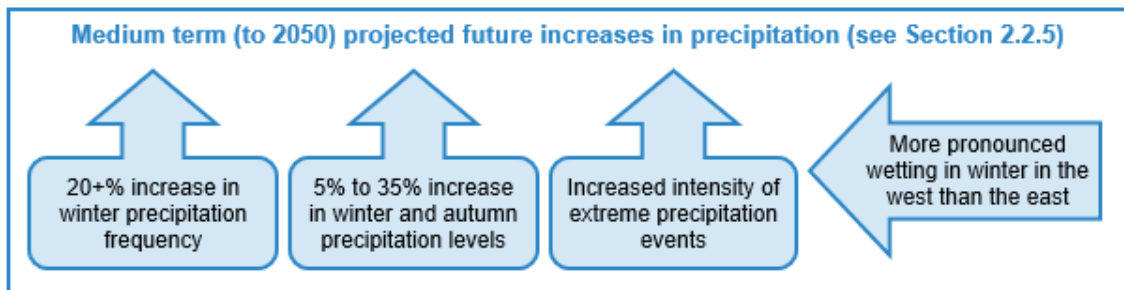 Medium term (to 2050) projected future increases in precipitation (see Section 2.2.5)
20+% increase in
winter precipitation
frequency
5% to 35% increase
in winter and autumn
precipitation levels
Increased intensity of
extreme precipitation
events
More pronounced
wetting in winter in the
west than the east